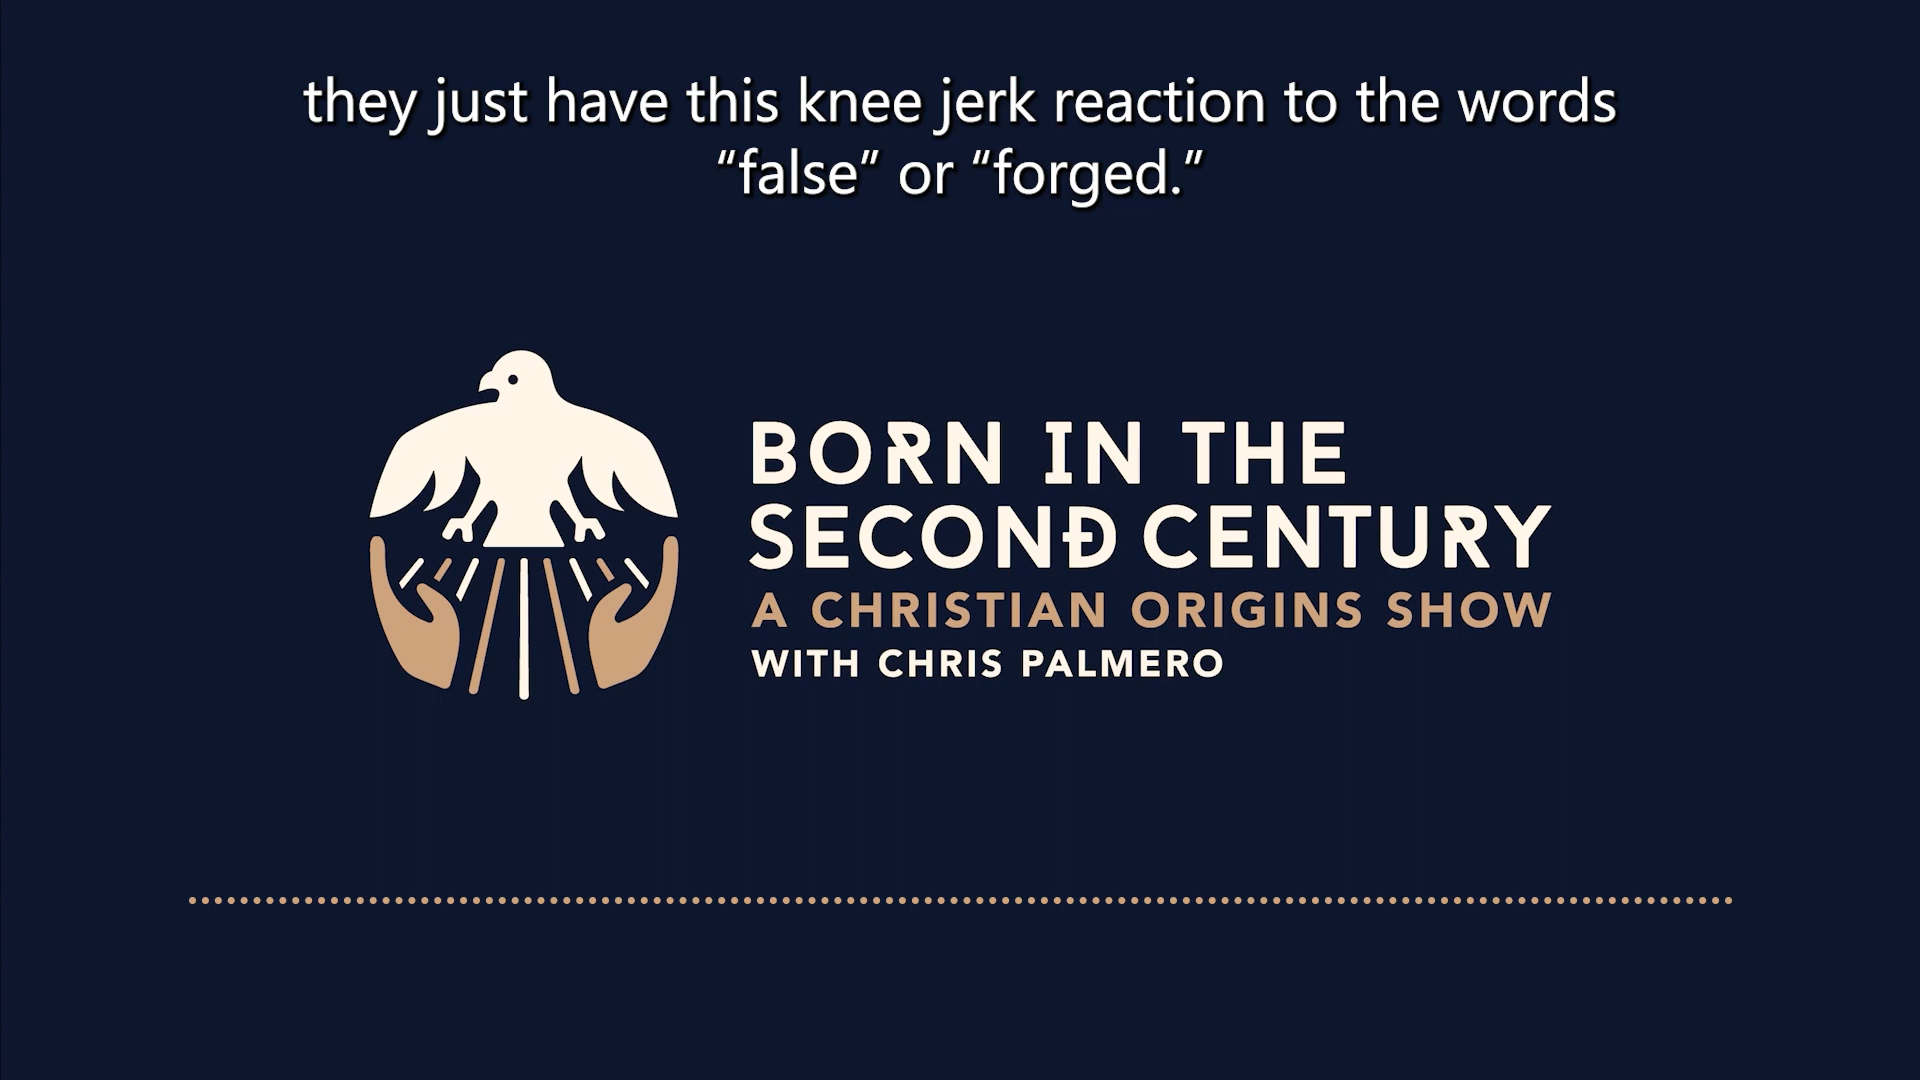 they just have this knee jerk reaction to the words
“false” or “forged.”
BORN IN THE
SECOND CENTURY
A CHRISTIAN ORIGINS SHOW
WITH CHRIS PALMERO